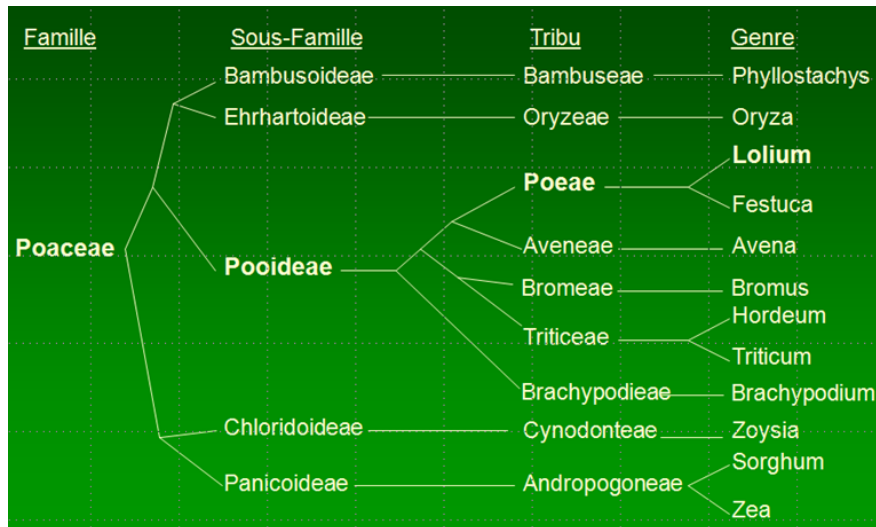 Famille Sous-Famille Tribu Genre
Bambusoideae Bambuseae Phyllostachys
Ehrhartoideae Oryzeae Oryza
Lolium
Poeae
Festuca
Poaceae
Aveneae Avena
Pooideae
Bromeae Bromus
Hordeum
Triticeae
Triticum
Brachypodieae Brachypodium
Chloridoideae Cynodonteae Zoysia
Sorghum
Panicoideae Andropogoneae
Zea